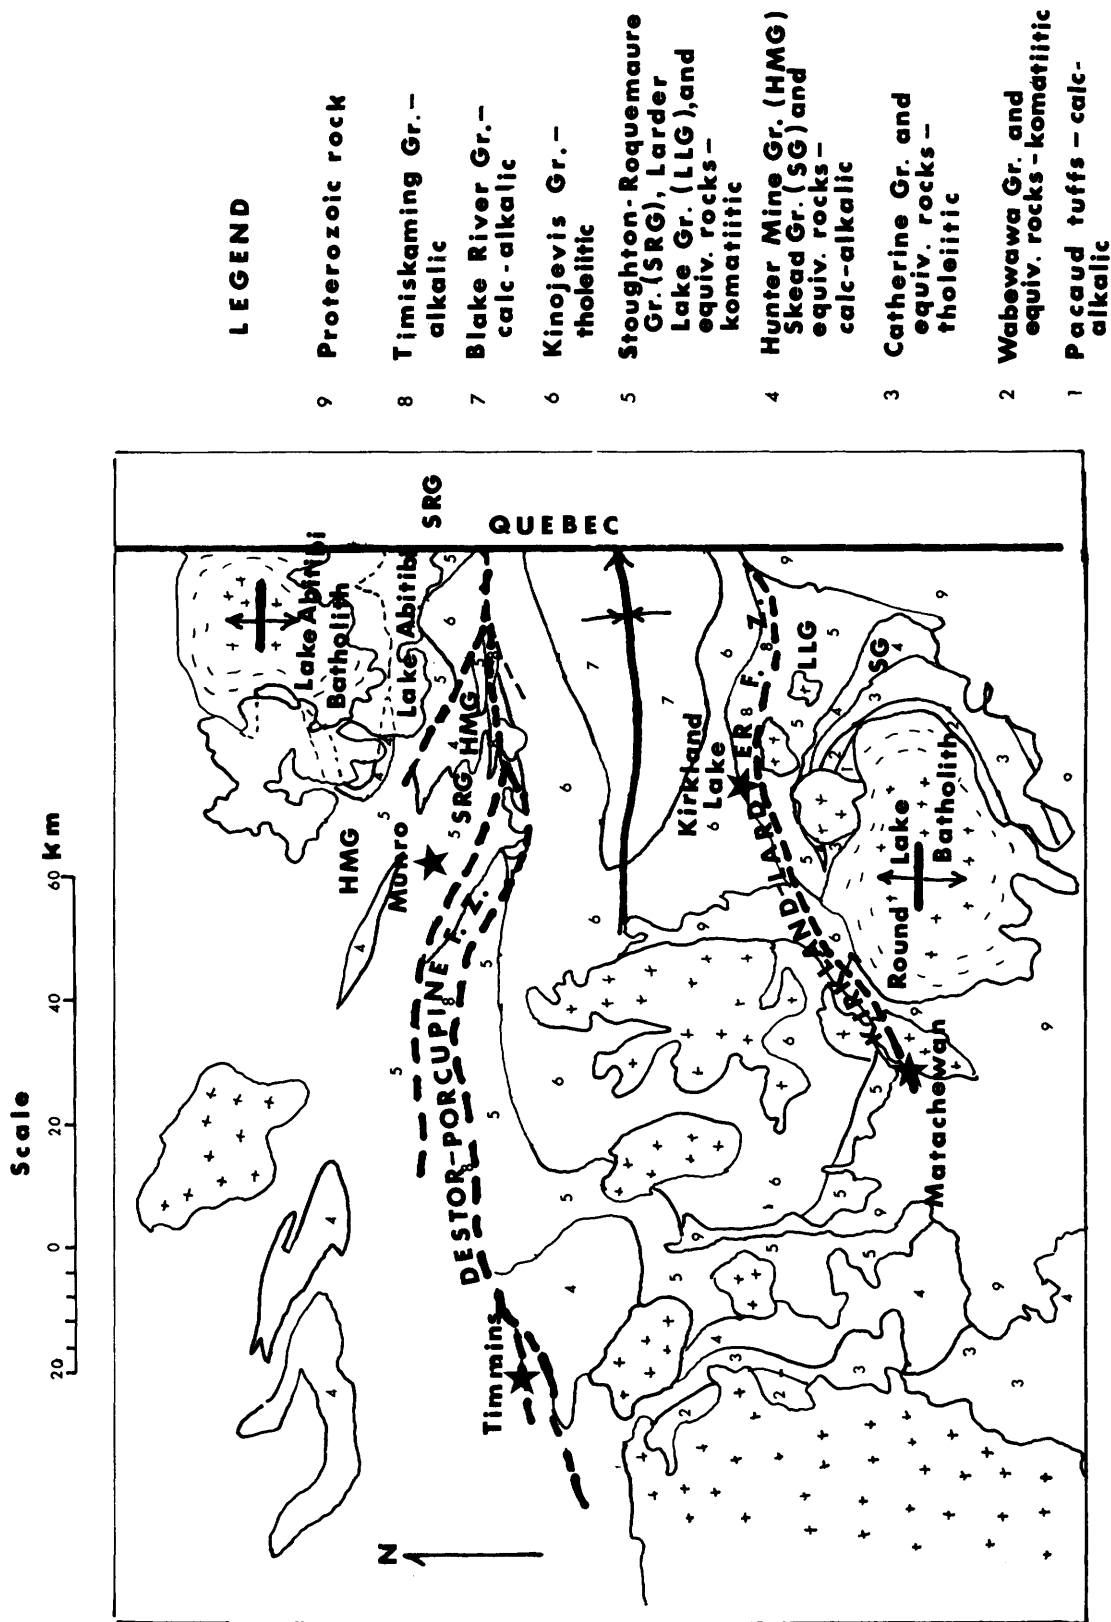 Scale
20 0 20 40 60 km
N
LEGEND
9 Proterozoic rock
8 Timiskaming Gr.–
alkalic
7 Blake River Gr.–
calc-alkalic
6 Kinojevis Gr.–
tholeiitic
5 Stoughton-Roquemaure
Gr. (SRG), Larder
Lake Gr. (LLG), and
equiv. rocks–
komatiitic
4 Hunter Mine Gr. (HMG)
Skead Gr. (SG) and
equiv. rocks–
calc-alkalic
3 Catherine Gr. and
equiv. rocks–
tholeiitic
2 Wabewawa Gr. and
equiv. rocks-komatiitic
1 Pacaud tuffs–calc-
alkalic
Lake Abitibi
Batholith
Lake Abitibi
SRG
QUEBEC
HMG
Munro
SRG
HMG
DESTOR-PORCUPINE F. Z.
Timmins
Kirkland
Lake
KIRKLAND-LARDER F. Z.
LLG
SG
Round Lake
Batholith
Matachewan